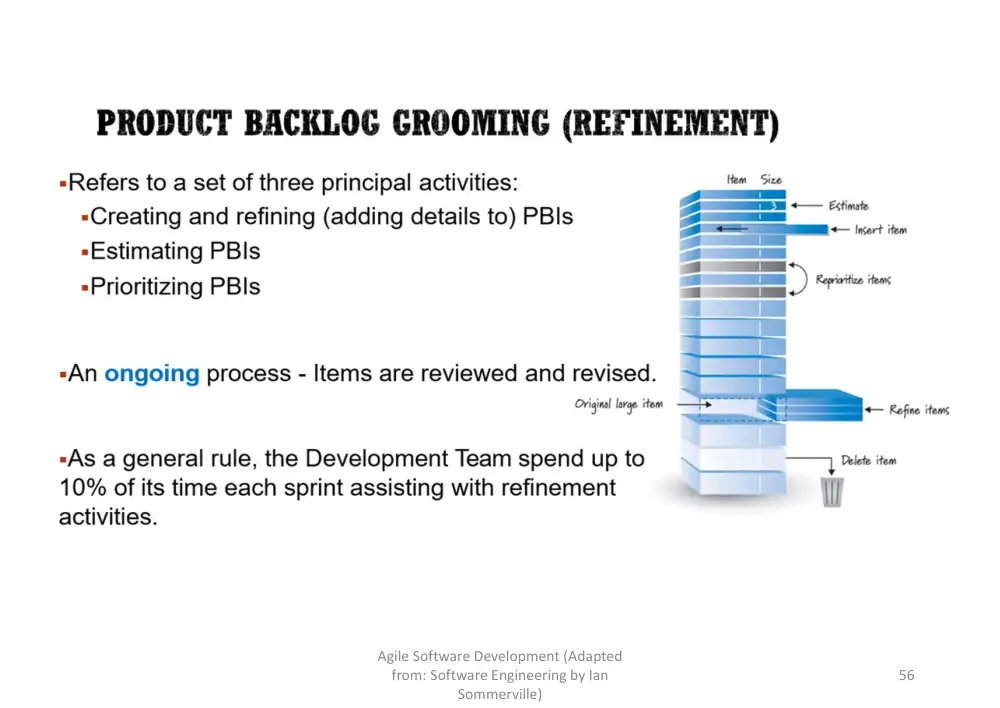 PRODUCT BACKLOG GROOMING (REFINEMENT)
▪Refers to a set of three principal activities:
▪Creating and refining (adding details to) PBIs
▪Estimating PBIs
▪Prioritizing PBIs
▪An ongoing process - Items are reviewed and revised.
▪As a general rule, the Development Team spend up to
10% of its time each sprint assisting with refinement
activities.
Item Size
3
Estimate
Insert item
Reprioritize items
Original large item
Refine items
Delete item
Agile Software Development (Adapted
from: Software Engineering by Ian
Sommerville)
56